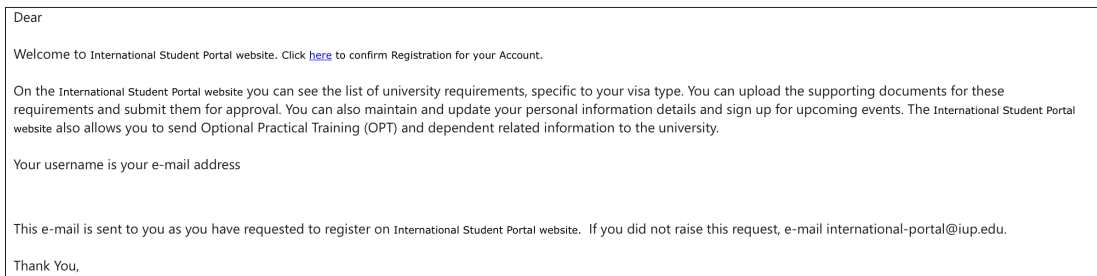 Dear
Welcome to International Student Portal website. Click here to confirm Registration for your Account.
On the International Student Portal website you can see the list of university requirements, specific to your visa type. You can upload the supporting documents for these
requirements and submit them for approval. You can also maintain and update your personal information details and sign up for upcoming events. The International Student Portal
website also allows you to send Optional Practical Training (OPT) and dependent related information to the university.
Your username is your e-mail address
This e-mail is sent to you as you have requested to register on International Student Portal website. If you did not raise this request, e-mail international-portal@iup.edu.
Thank You,